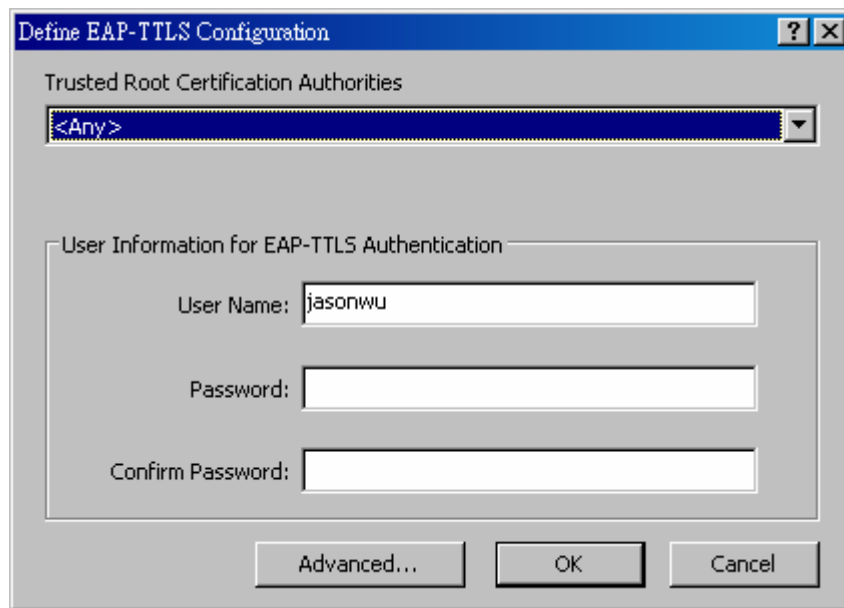 Define EAP-TTLS Configuration
Trusted Root Certification Authorities
<Any>
User Information for EAP-TTLS Authentication
User Name: jasonwu
Password:
Confirm Password:
Advanced... OK Cancel